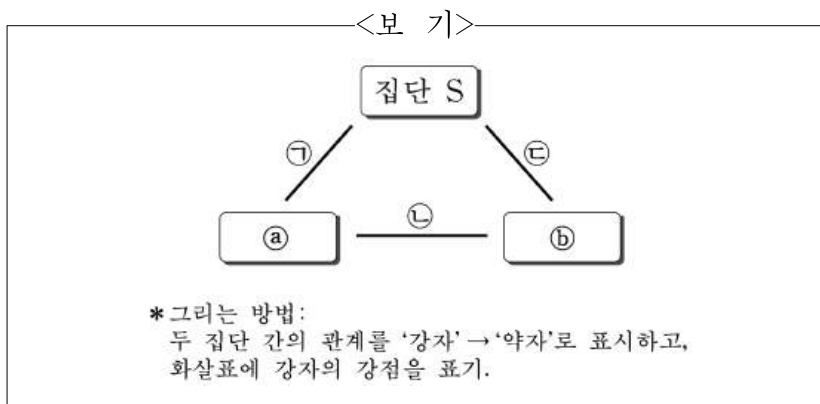 <보 기>
집단 S
㉠ ㉢
㉡
ⓐ ⓑ
*그리는 방법:
두 집단 간의 관계를 ‘강자’→‘약자’로 표시하고,
화살표에 강자의 강점을 표기.